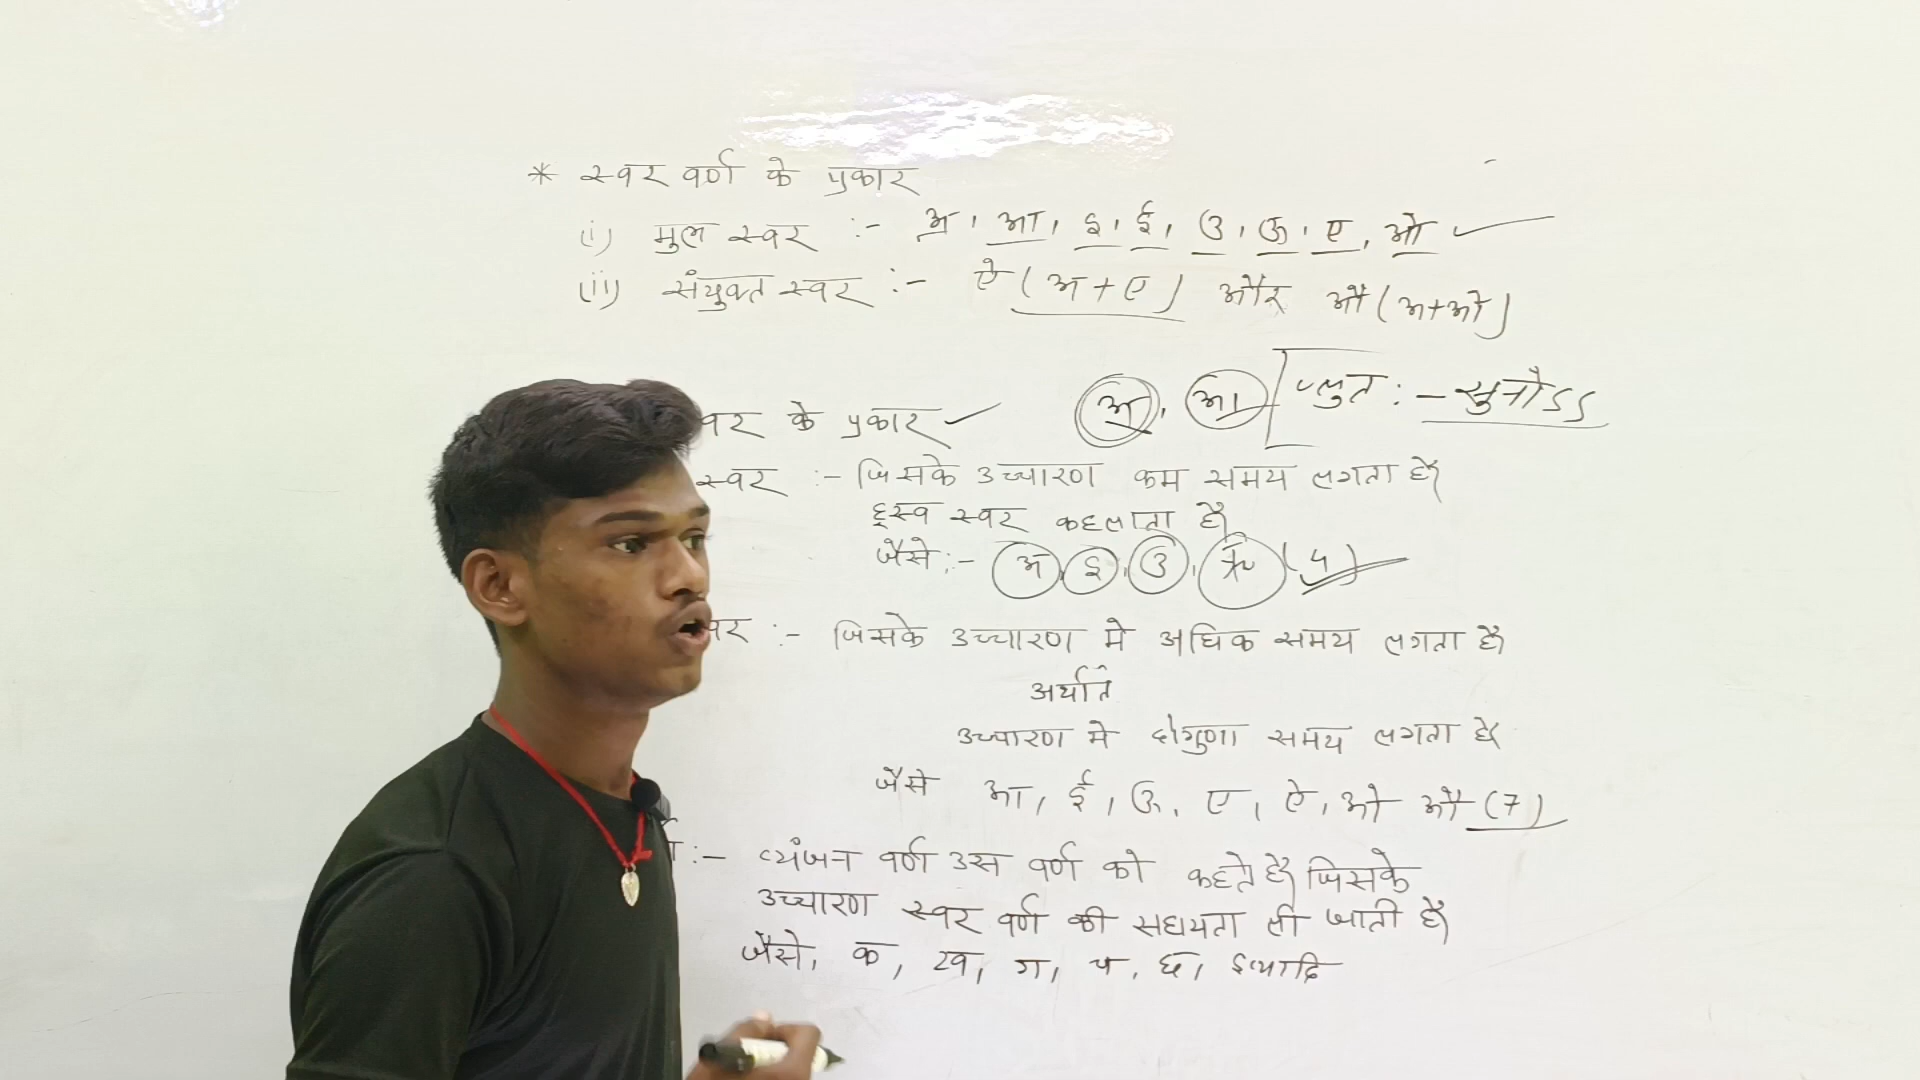 * स्वर वर्ण के प्रकार
(i) मुल स्वर :- अ, आ, इ, ई, उ, ऊ, ए, ओ
(ii) संयुक्त स्वर :- ऐ (अ+ए) और औ (अ+ओ)
अ, आ प्लुत :- सुनोऽऽ
वर के प्रकार
स्वर :- जिसके उच्चारण कम समय लगता है
ह्रस्व स्वर कहलाता है
जैसे :- अ, इ, उ, ऋ (4)
वर :- जिसके उच्चारण मे अधिक समय लगता है
अर्थात
उच्चारण मे दोगुणा समय लगता है
जैसे आ, ई, ऊ, ए, ऐ, ओ औ (7)
:- व्यंजन वर्ण उस वर्ण को कहते है जिसके
उच्चारण स्वर वर्ण की सहायता ली जाती है
जैसे, क, ख, ग, च, छ, इत्यादि